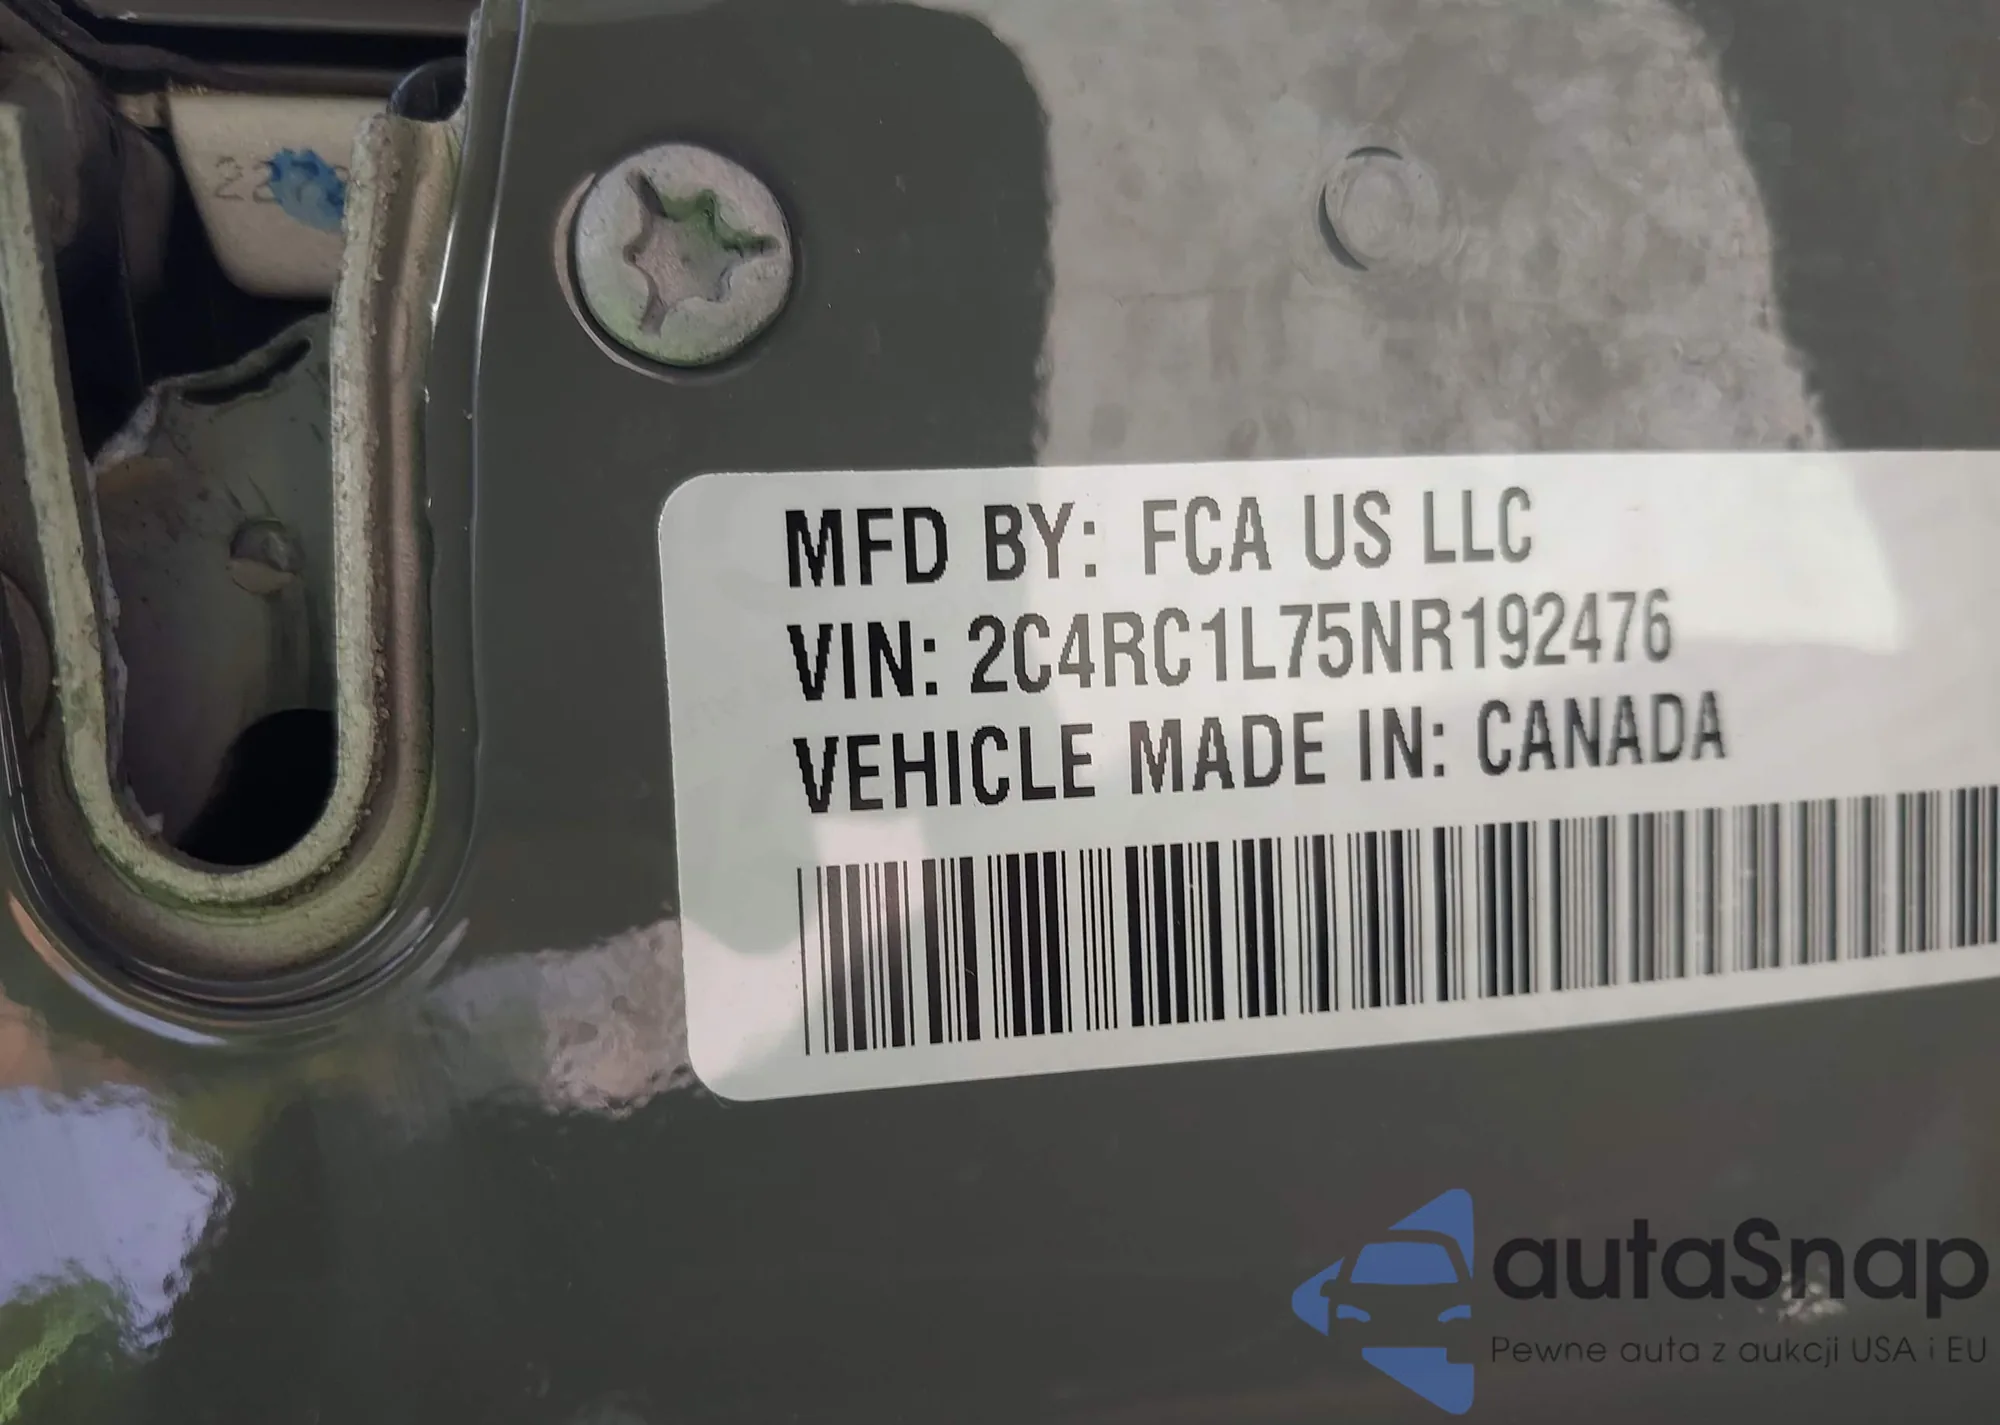 MFD BY: FCA US LLC
VIN: 2C4RC1L75NR192476
VEHICLE MADE IN: CANADA
autaSnap
Pewne auta z aukcji USA i EU